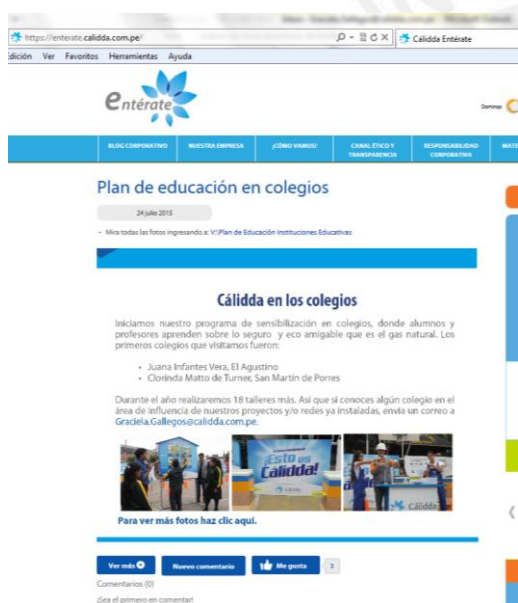 https://enterate.calidda.com.pe/
Cálidda Entérate
Edición Ver Favoritos Herramientas Ayuda
entérate
Domingo
BLOG CORPORATIVO NUESTRA EMPRESA ¿CÓMO VAMOS? CANAL ÉTICO Y TRANSPARENCIA RESPONSABILIDAD CORPORATIVA MATE
Plan de educación en colegios
24 julio 2015
- Mira todas las fotos ingresando a: V:\Plan de Educación Instituciones Educativas
Cálidda en los colegios
Iniciamos nuestro programa de sensibilización en colegios, donde alumnos y
profesores aprenden sobre lo seguro y eco amigable que es el gas natural. Los
primeros colegios que visitamos fueron:
• Juana Infantes Vera, El Agustino
• Clorinda Matto de Turner, San Martín de Porres
Durante el año realizaremos 18 talleres más. Así que si conoces algún colegio en el
área de influencia de nuestros proyectos y/o redes ya instaladas, envía un correo a
Graciela.Gallegos@calidda.com.pe.
¡Esto es
Cálidda!
Cálidda
Para ver más fotos haz clic aquí.
Ver más Nuevo comentario Me gusta 3
Comentarios (0)
¡Sea el primero en comentar!